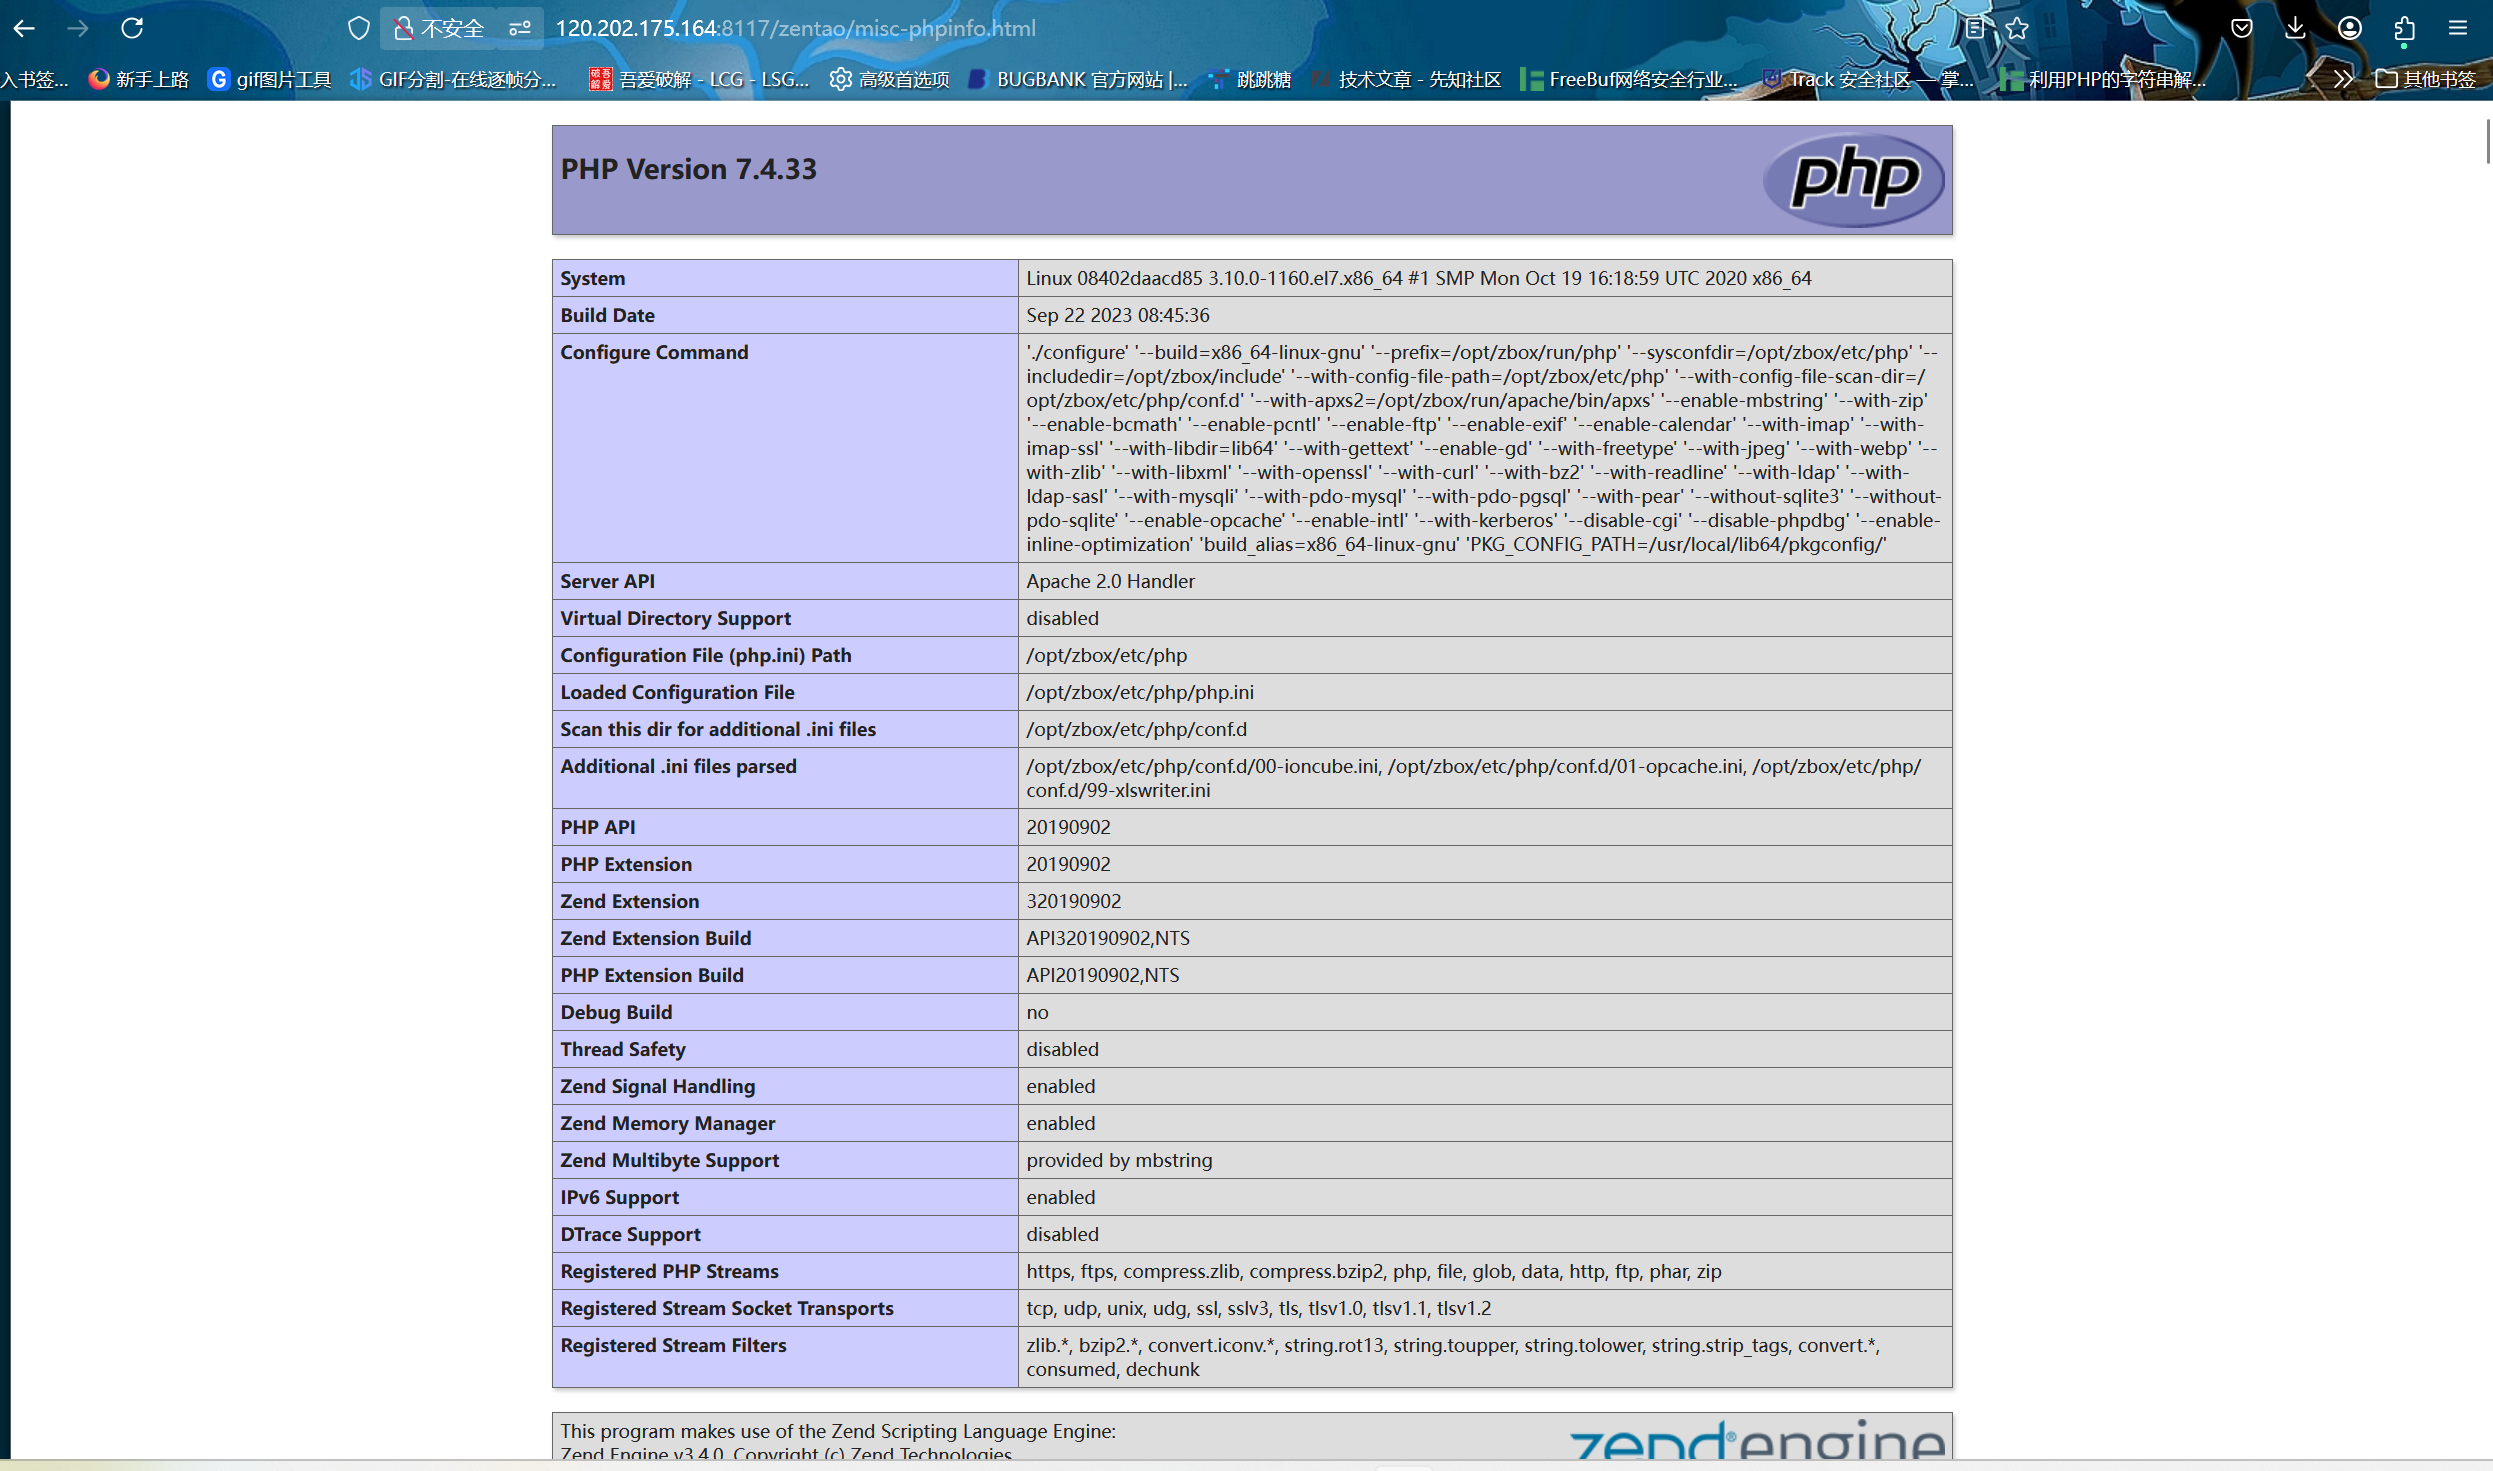 不安全
120.202.175.164:8117/zentao/misc-phpinfo.html
入书签...
新手上路
gif图片工具
GIF分割-在线逐帧分...
吾爱破解 - LCG - LSG...
高级首选项
BUGBANK 官方网站 |...
跳跳糖
技术文章 - 先知社区
FreeBuf网络安全行业...
Track 安全社区 — 掌...
利用PHP的字符串解...
其他书签
PHP Version 7.4.33
php
System
Linux 08402daacd85 3.10.0-1160.el7.x86_64 #1 SMP Mon Oct 19 16:18:59 UTC 2020 x86_64
Build Date
Sep 22 2023 08:45:36
Configure Command
'./configure' '--build=x86_64-linux-gnu' '--prefix=/opt/zbox/run/php' '--sysconfdir=/opt/zbox/etc/php' '--
includedir=/opt/zbox/include' '--with-config-file-path=/opt/zbox/etc/php' '--with-config-file-scan-dir=/
opt/zbox/etc/php/conf.d' '--with-apxs2=/opt/zbox/run/apache/bin/apxs' '--enable-mbstring' '--with-zip'
'--enable-bcmath' '--enable-pcntl' '--enable-ftp' '--enable-exif' '--enable-calendar' '--with-imap' '--with-
imap-ssl' '--with-libdir=lib64' '--with-gettext' '--enable-gd' '--with-freetype' '--with-jpeg' '--with-webp' '--
with-zlib' '--with-libxml' '--with-openssl' '--with-curl' '--with-bz2' '--with-readline' '--with-ldap' '--with-
ldap-sasl' '--with-mysqli' '--with-pdo-mysql' '--with-pdo-pgsql' '--with-pear' '--without-sqlite3' '--without-
pdo-sqlite' '--enable-opcache' '--enable-intl' '--with-kerberos' '--disable-cgi' '--disable-phpdbg' '--enable-
inline-optimization' 'build_alias=x86_64-linux-gnu' 'PKG_CONFIG_PATH=/usr/local/lib64/pkgconfig/'
Server API
Apache 2.0 Handler
Virtual Directory Support
disabled
Configuration File (php.ini) Path
/opt/zbox/etc/php
Loaded Configuration File
/opt/zbox/etc/php/php.ini
Scan this dir for additional .ini files
/opt/zbox/etc/php/conf.d
Additional .ini files parsed
/opt/zbox/etc/php/conf.d/00-ioncube.ini, /opt/zbox/etc/php/conf.d/01-opcache.ini, /opt/zbox/etc/php/
conf.d/99-xlswriter.ini
PHP API
20190902
PHP Extension
20190902
Zend Extension
320190902
Zend Extension Build
API320190902,NTS
PHP Extension Build
API20190902,NTS
Debug Build
no
Thread Safety
disabled
Zend Signal Handling
enabled
Zend Memory Manager
enabled
Zend Multibyte Support
provided by mbstring
IPv6 Support
enabled
DTrace Support
disabled
Registered PHP Streams
https, ftps, compress.zlib, compress.bzip2, php, file, glob, data, http, ftp, phar, zip
Registered Stream Socket Transports
tcp, udp, unix, udg, ssl, sslv3, tls, tlsv1.0, tlsv1.1, tlsv1.2
Registered Stream Filters
zlib.*, bzip2.*, convert.iconv.*, string.rot13, string.toupper, string.tolower, string.strip_tags, convert.*,
consumed, dechunk
This program makes use of the Zend Scripting Language Engine:
Zend Engine v3.4.0, Copyright (c) Zend Technologies
zend®engine